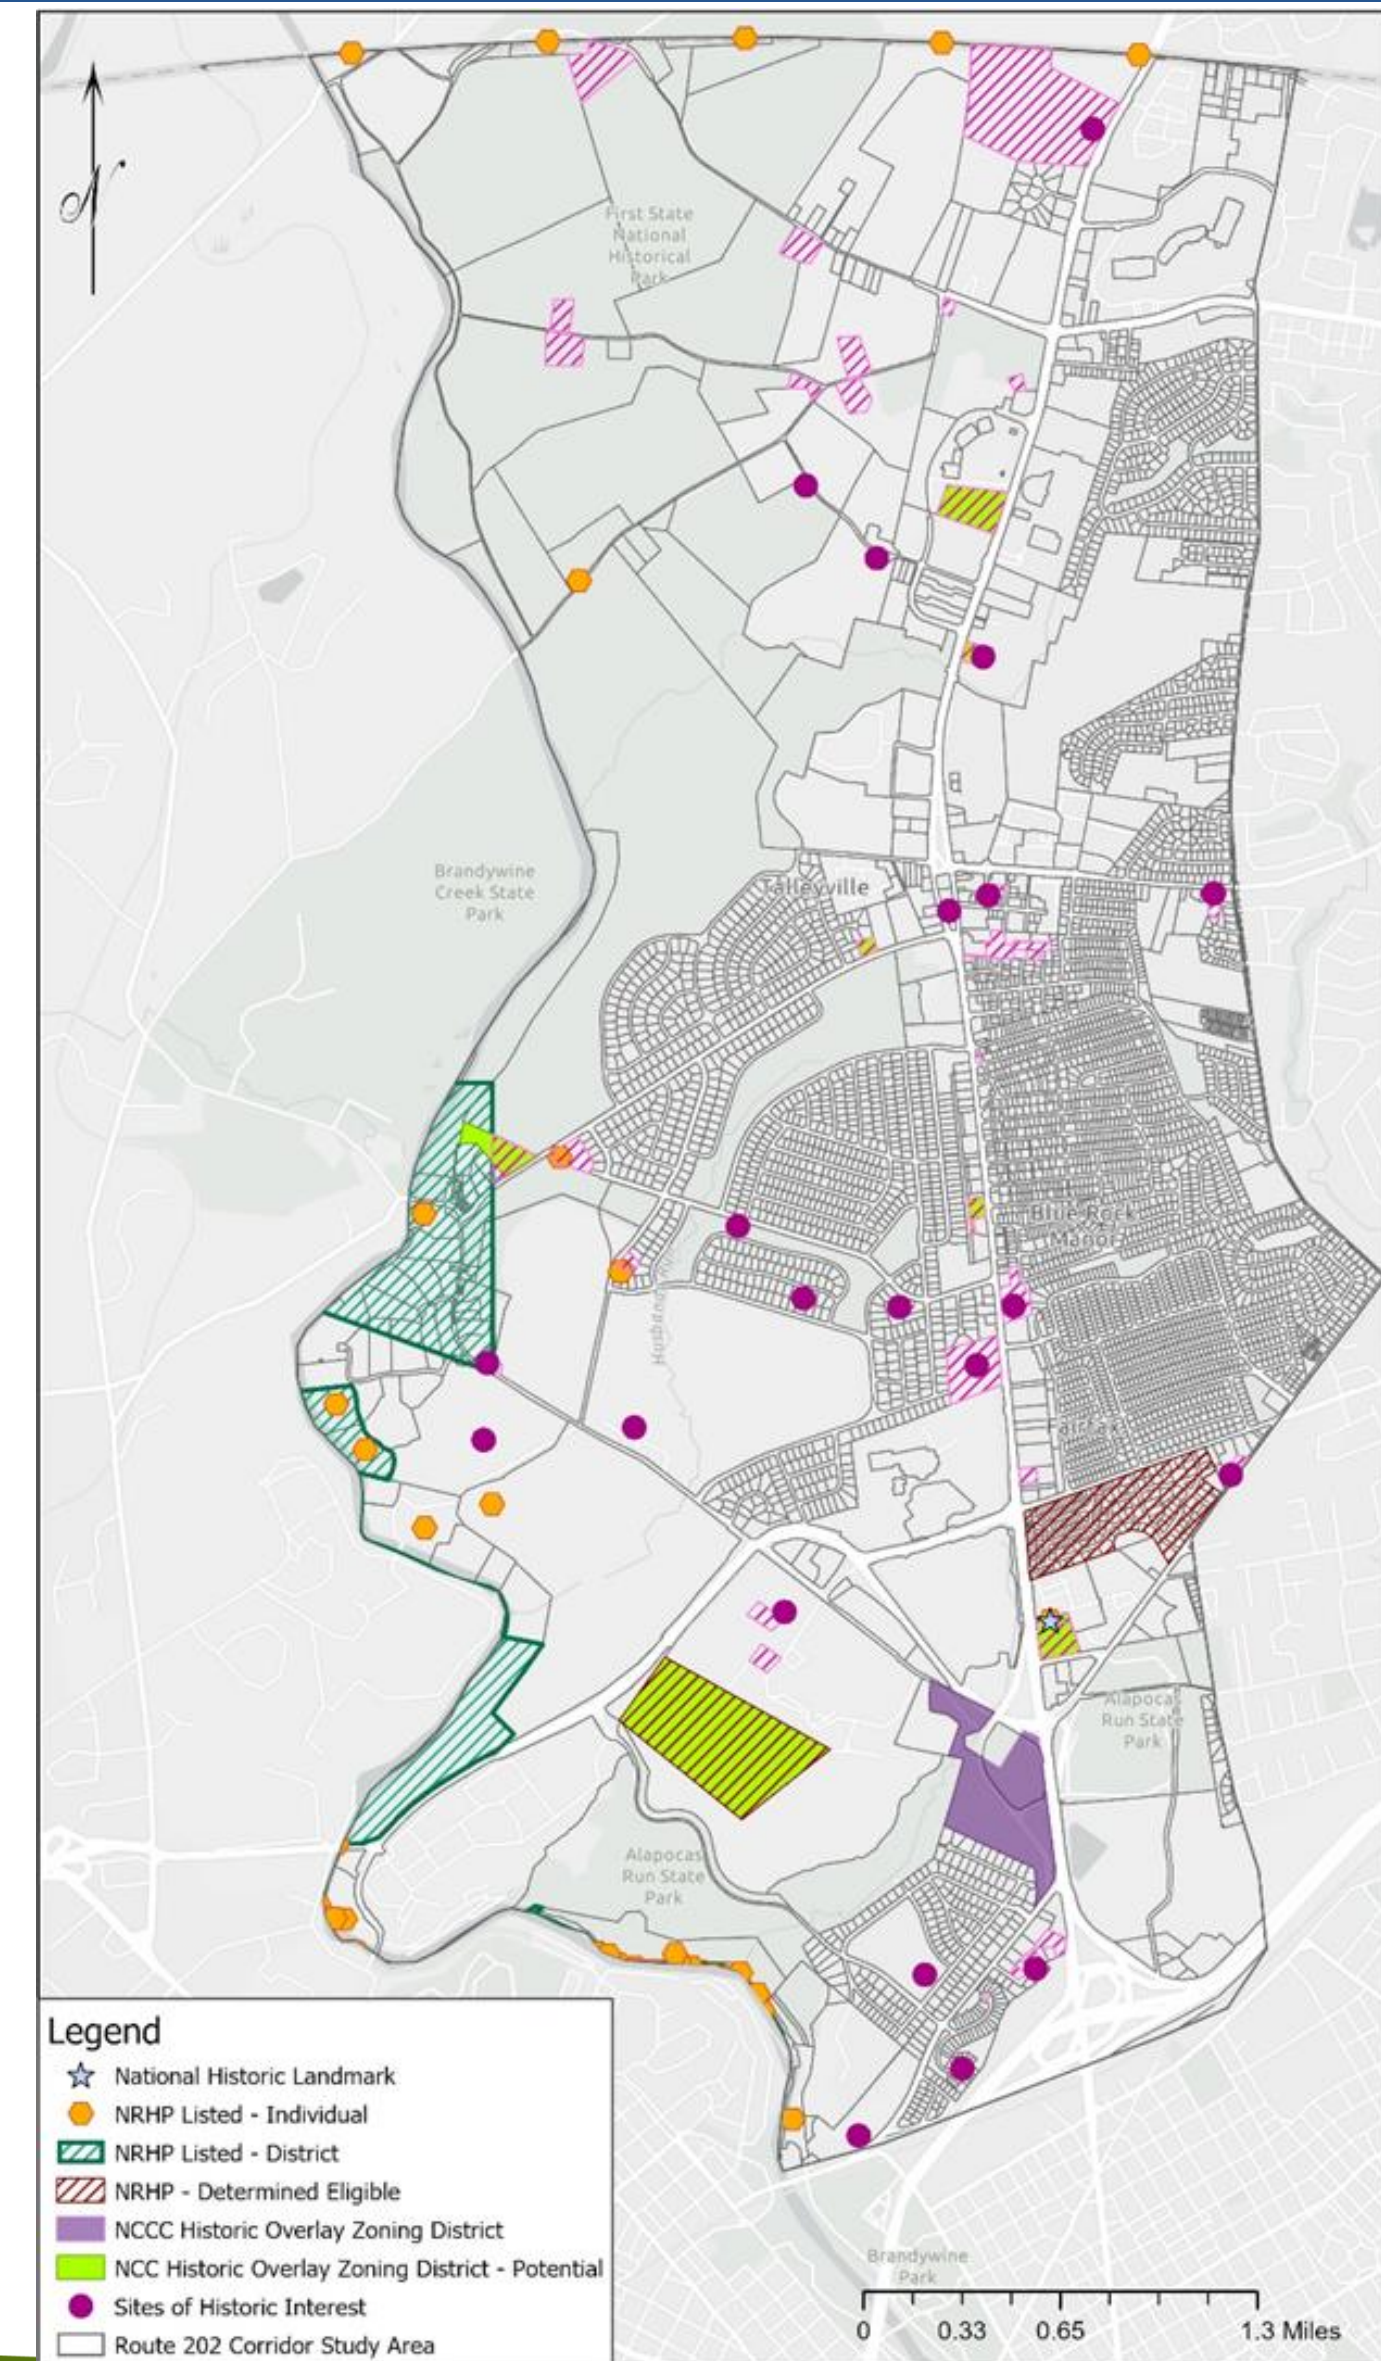 N
First State
National
Historical
Park
Brandywine
Creek State
Park
Talleyville
Blue Rock
Manor
Husbands
Fairfax
Alapocas
Run State
Park
Alapocas
Run State
Park
Brandywine
Park
Legend
National Historic Landmark
NRHP Listed - Individual
NRHP Listed - District
NRHP - Determined Eligible
NCCC Historic Overlay Zoning District
NCC Historic Overlay Zoning District - Potential
Sites of Historic Interest
Route 202 Corridor Study Area
0 0.33 0.65 1.3 Miles